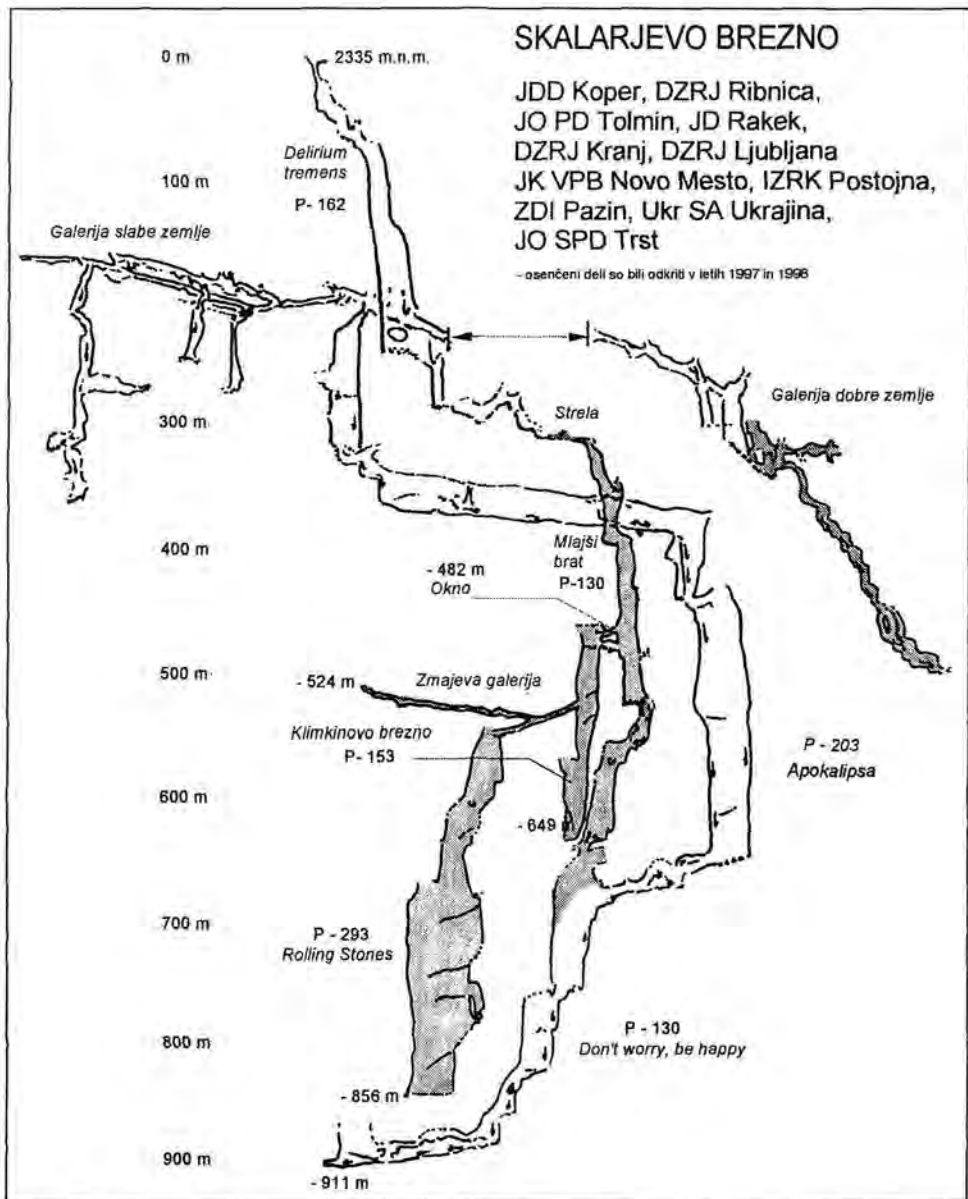 SKALARJEVO BREZNO
JDD Koper, DZRJ Ribnica,
JO PD Tolmin, JD Rakek,
DZRJ Kranj, DZRJ Ljubljana
JK VPB Novo Mesto, IZRK Postojna,
ZDI Pazin, Ukr SA Ukrajina,
JO SPD Trst
- osenčeni deli so bili odkriti v letih 1997 in 1998
0 m
2335 m.n.m.
Delirium
tremens
P- 162
100 m
Galerija slabe zemlje
300 m
Strela
Galerija dobre zemlje
400 m
Mlajši
brat
P-130
- 482 m
Okno
500 m
- 524 m
Zmajeva galerija
Klimkinovo brezno
P- 153
P - 203
Apokalipsa
600 m
- 649 m
700 m
P - 293
Rolling Stones
800 m
P - 130
Don't worry, be happy
- 856 m
900 m
- 911 m